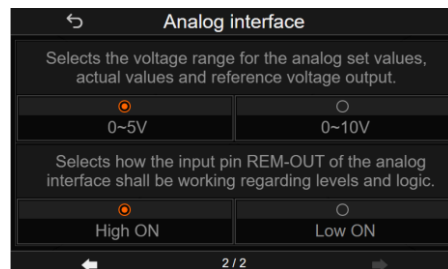 Analog interface
Selects the voltage range for the analog set values,
actual values and reference voltage output.
0~5V
0~10V
Selects how the input pin REM-OUT of the analog
interface shall be working regarding levels and logic.
High ON
Low ON
2/2